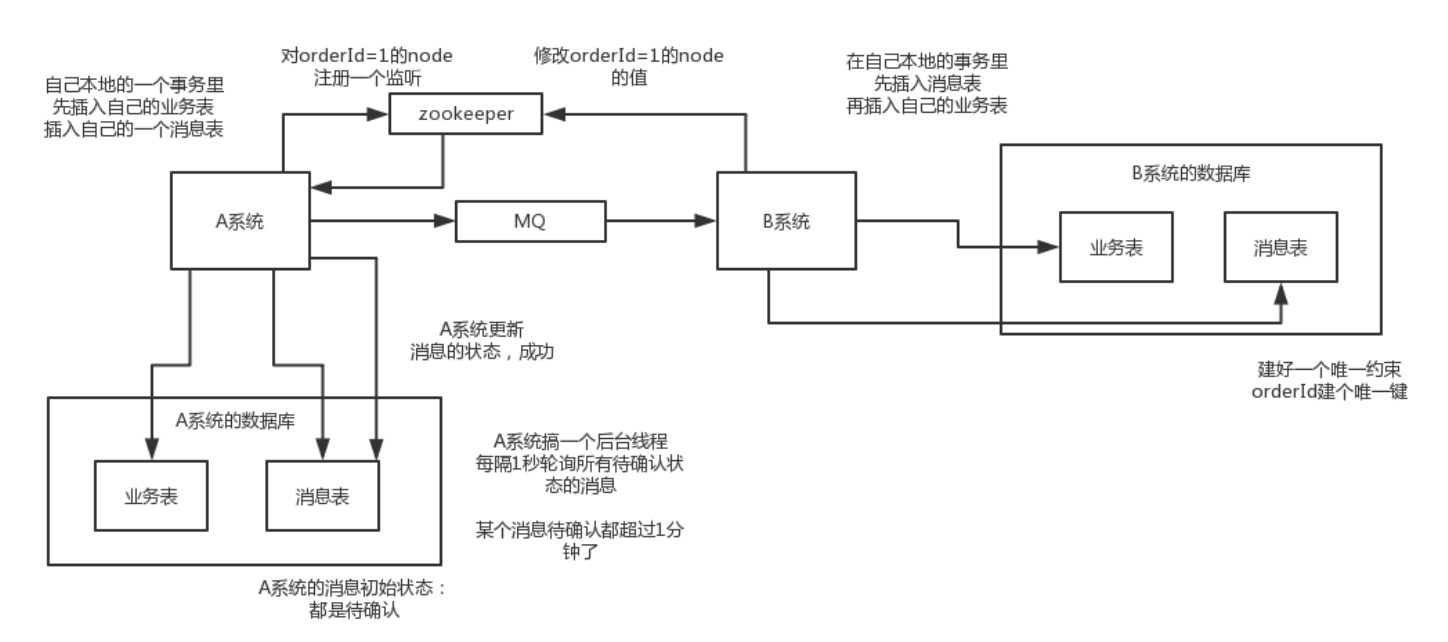 对orderId=1的node
注册一个监听
修改orderId=1的node
的值
自己本地的一个事务里
先插入自己的业务表
插入自己的一个消息表
在自己本地的事务里
先插入消息表
再插入自己的业务表
zookeeper
A系统
MQ
B系统
B系统的数据库
业务表
消息表
A系统更新
消息的状态，成功
建好一个唯一约束
orderId建个唯一键
A系统的数据库
业务表
消息表
A系统搞一个后台线程
每隔1秒轮询所有待确认状
态的消息
某个消息待确认都超过1分
钟了
A系统的消息初始状态：
都是待确认